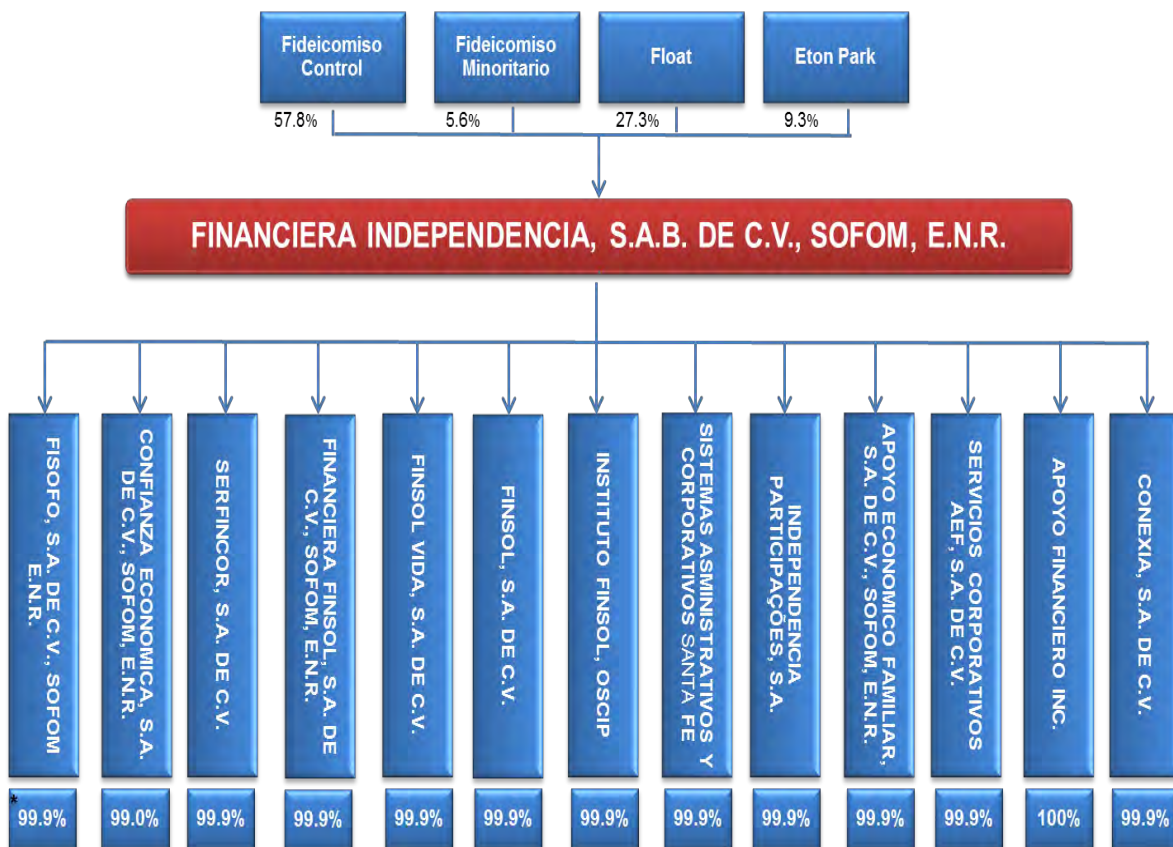 Fideicomiso
Control
Fideicomiso
Minoritario
Float
Eton Park
57.8%
5.6%
27.3%
9.3%
FINANCIERA INDEPENDENCIA, S.A.B. DE C.V., SOFOM, E.N.R.
FISOFO, S.A. DE C.V., SOFOM
E.N.R.
CONFIANZA ECONOMICA, S.A.
DE C.V., SOFOM, E.N.R.
SERFINCOR, S.A. DE C.V.
FINANCIERA FINSOL, S.A. DE
C.V., SOFOM, E.N.R.
FINSOL VIDA, S.A. DE C.V.
FINSOL, S.A. DE C.V.
INSTITUTO FINSOL, OSCIP
SISTEMAS ASMINISTRATIVOS Y
CORPORATIVOS SANTA FE
INDEPENDENCIA
PARTICIPAÇÕES, S.A.
APOYO ECONOMICO FAMILIAR,
S.A. DE C.V., SOFOM, E.N.R.
SERVICIOS CORPORATIVOS
AEF, S.A. DE C.V.
APOYO FINANCIERO INC.
CONEXIA, S.A. DE C.V.
*
99.9%
99.0%
99.9%
99.9%
99.9%
99.9%
99.9%
99.9%
99.9%
99.9%
99.9%
100%
99.9%